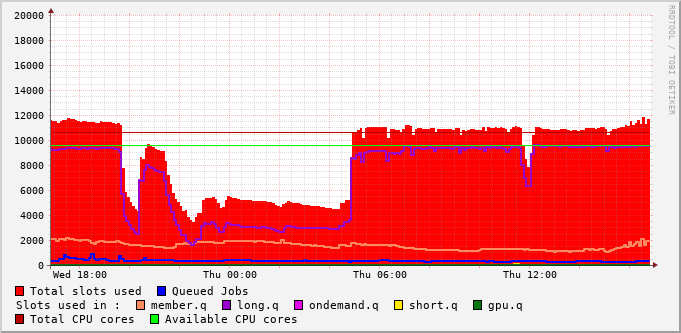 20000
18000
16000
14000
12000
10000
8000
6000
4000
2000
0
Wed 18:00 Thu 00:00 Thu 06:00 Thu 12:00
RRDTOOL / TOBI OETIKER
Total slots used Queued Jobs
Slots used in : member.q long.q ondemand.q short.q gpu.q
Total CPU cores Available CPU cores